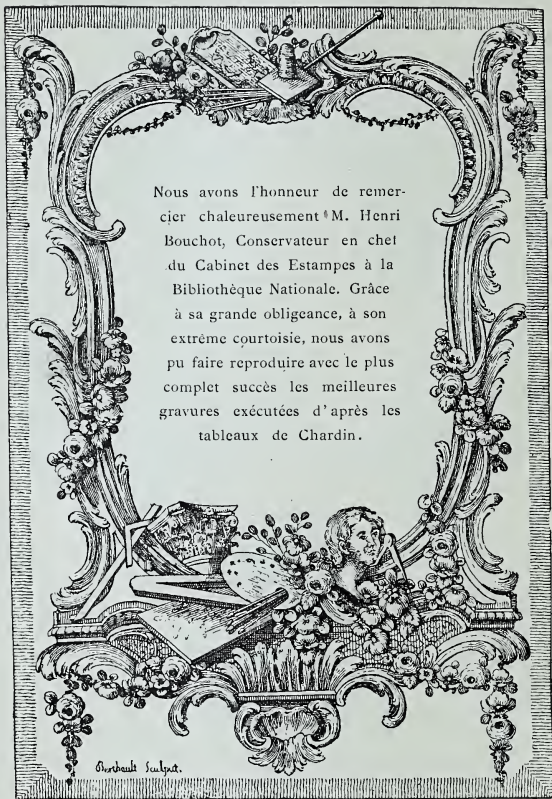 Nous avons l'honneur de remer-
cier chaleureusement M. Henri
Bouchot, Conservateur en chef
du Cabinet des Estampes à la
Bibliothèque Nationale. Grâce
à sa grande obligeance, à son
extrême courtoisie, nous avons
pu faire reproduire avec le plus
complet succès les meilleures
gravures exécutées d'après les
tableaux de Chardin.
Berthault Sculpsit.